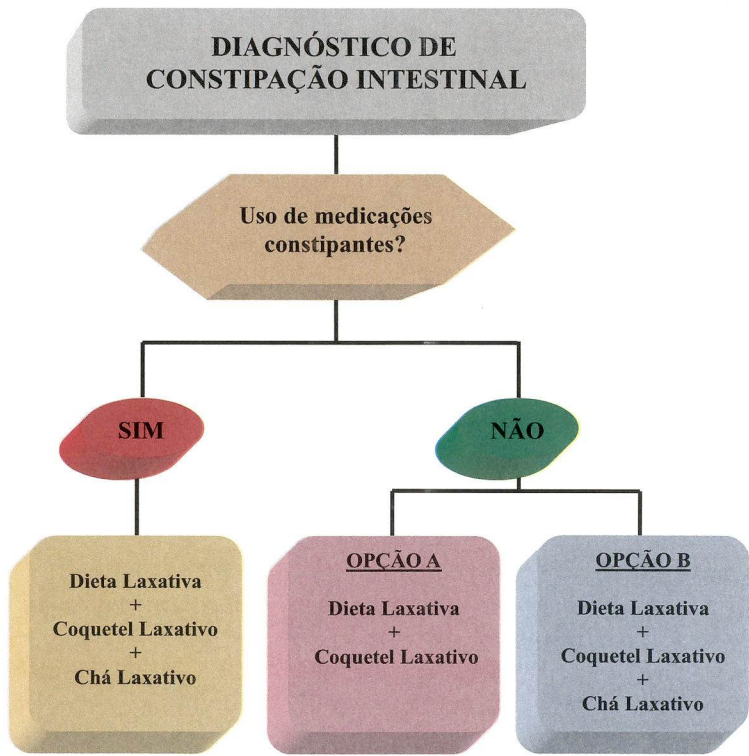 DIAGNÓSTICO DE
CONSTIPAÇÃO INTESTINAL
Uso de medicações
constipantes?
SIM
NÃO
Dieta Laxativa
+
Coquetel Laxativo
+
Chá Laxativo
OPÇÃO A
Dieta Laxativa
+
Coquetel Laxativo
OPÇÃO B
Dieta Laxativa
+
Coquetel Laxativo
+
Chá Laxativo